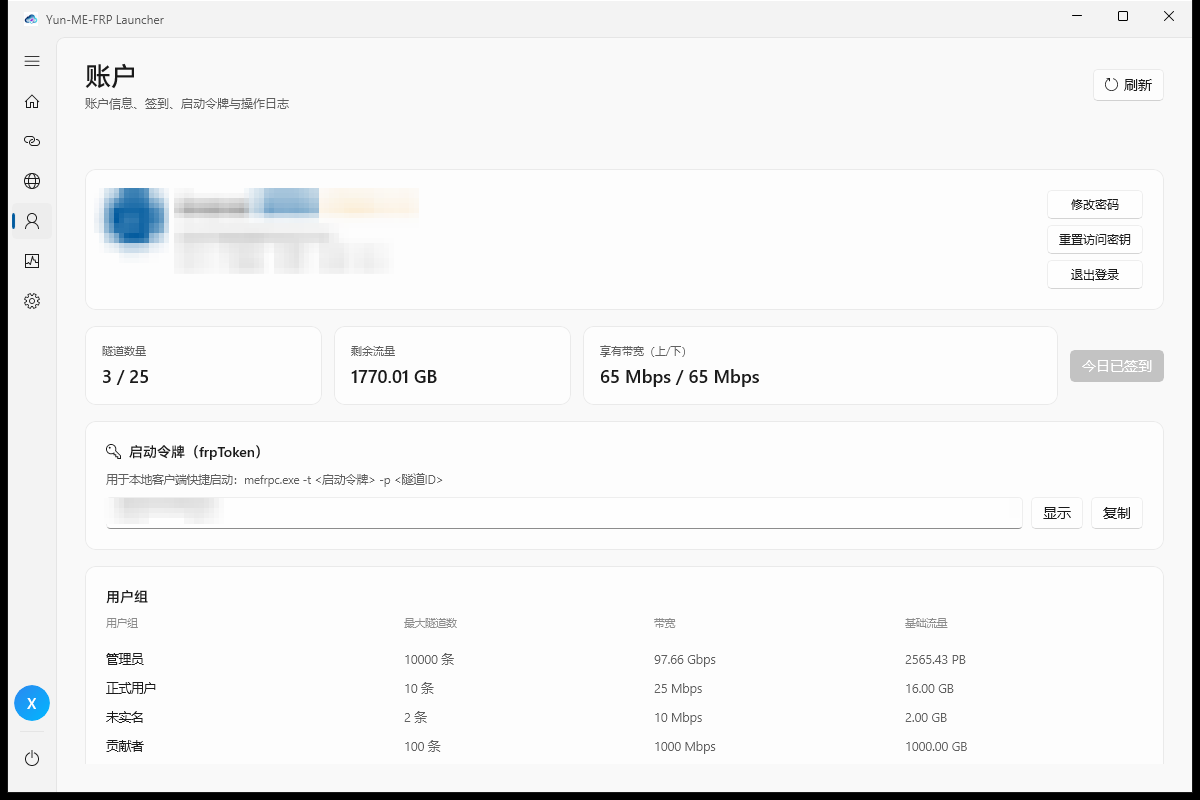 Yun-ME-FRP Launcher
账户
账户信息、签到、启动令牌与操作日志
刷新
修改密码
重置访问密钥
退出登录
隧道数量
3 / 25
剩余流量
1770.01 GB
享有带宽（上/下）
65 Mbps / 65 Mbps
今日已签到
启动令牌（frpToken）
用于本地客户端快捷启动：mefrpc.exe -t <启动令牌> -p <隧道ID>
显示
复制
用户组
用户组 最大隧道数 带宽 基础流量
管理员 10000 条 97.66 Gbps 2565.43 PB
正式用户 10 条 25 Mbps 16.00 GB
未实名 2 条 10 Mbps 2.00 GB
贡献者 100 条 1000 Mbps 1000.00 GB
X